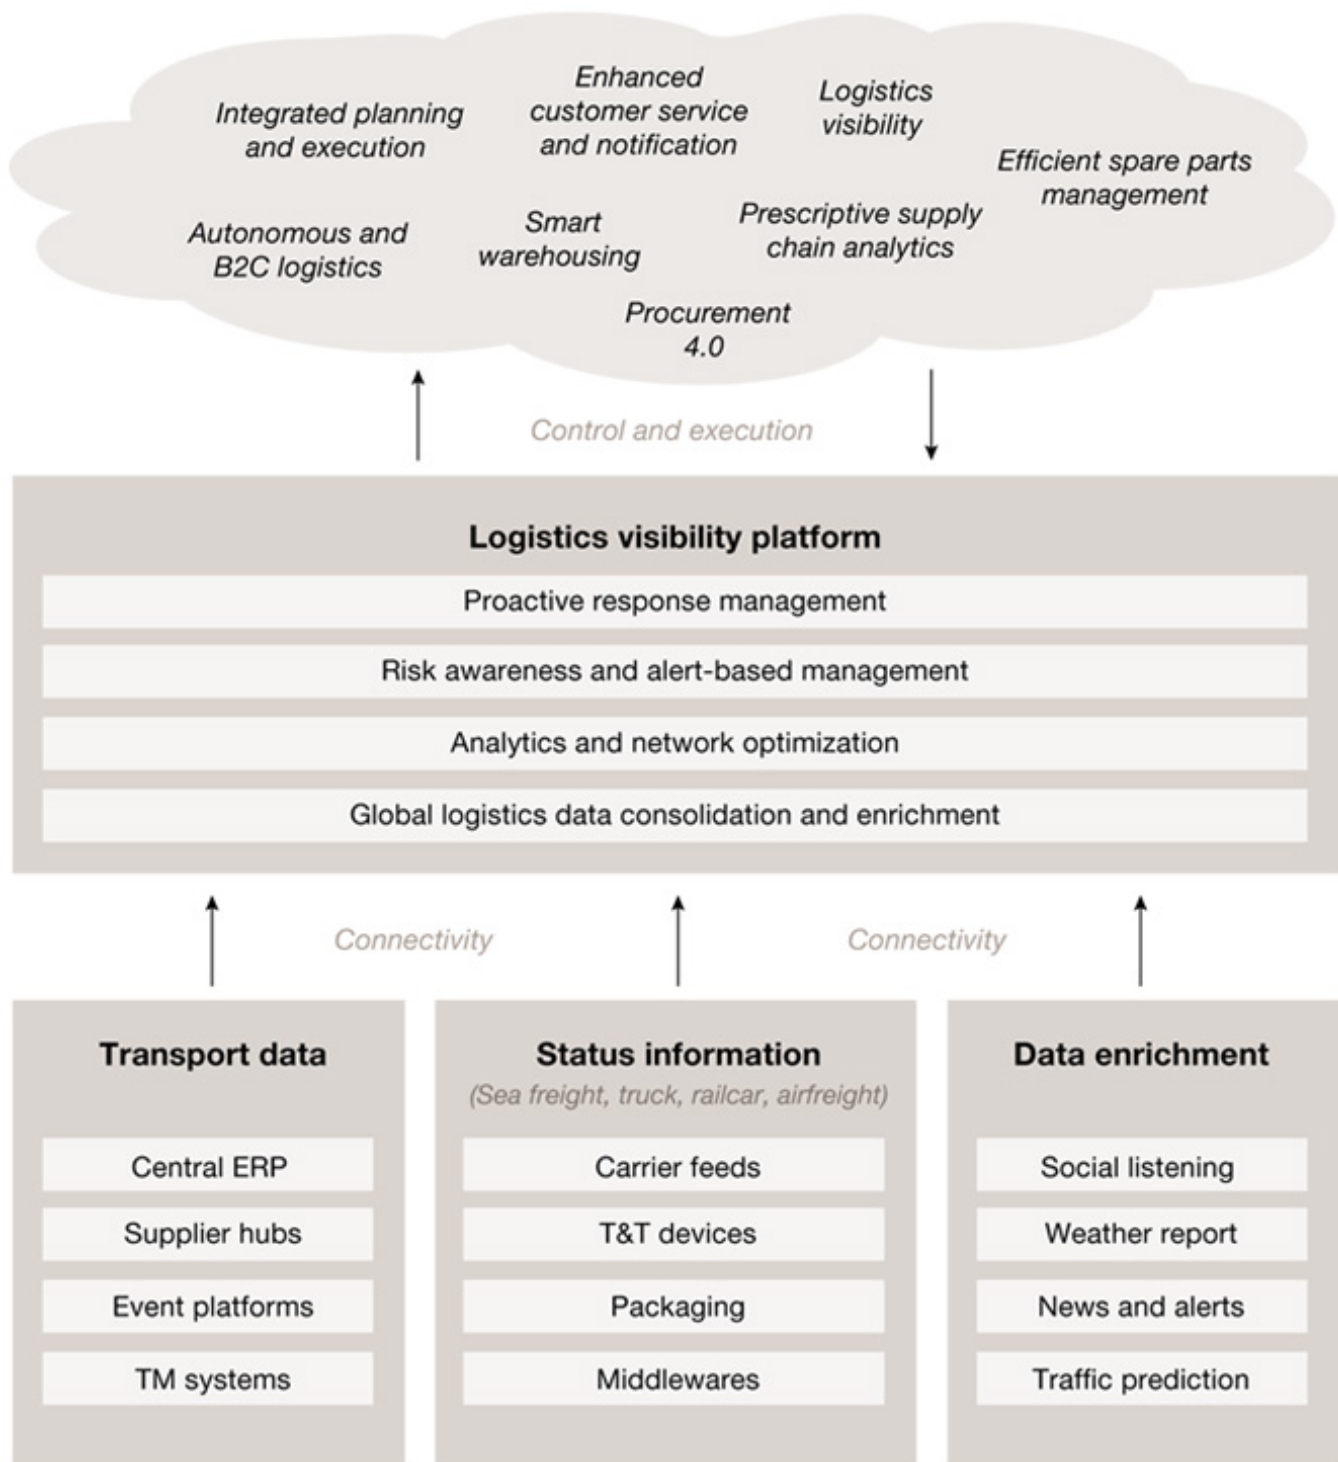 Integrated planning
and execution
Enhanced
customer service
and notification
Logistics
visibility
Efficient spare parts
management
Autonomous and
B2C logistics
Smart
warehousing
Prescriptive supply
chain analytics
Procurement
4.0
Control and execution
Logistics visibility platform
Proactive response management
Risk awareness and alert-based management
Analytics and network optimization
Global logistics data consolidation and enrichment
Connectivity
Connectivity
Transport data
Central ERP
Supplier hubs
Event platforms
TM systems
Status information
(Sea freight, truck, railcar, airfreight)
Carrier feeds
T&T devices
Packaging
Middlewares
Data enrichment
Social listening
Weather report
News and alerts
Traffic prediction